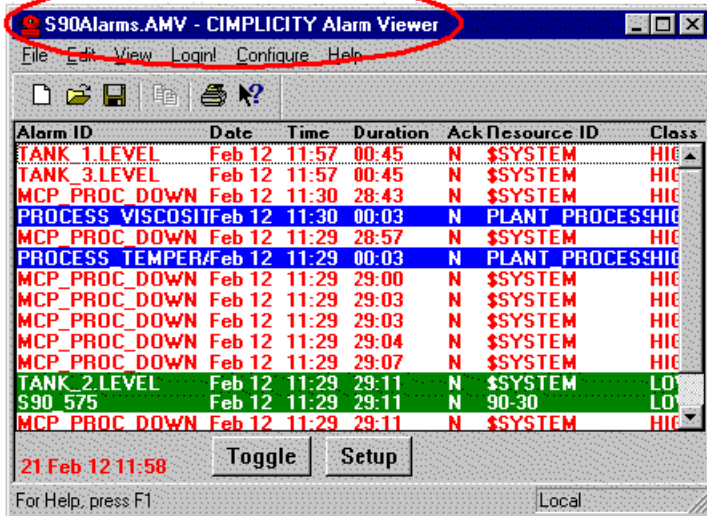 S90Alarms.AMV - CIMPLICITY Alarm Viewer
File Edit View Login! Configure Help
Alarm ID Date Time Duration Ack Resource ID Class
TANK_1.LEVEL Feb 12 11:57 00:45 N $SYSTEM HIG
TANK_3.LEVEL Feb 12 11:57 00:45 N $SYSTEM HIG
MCP_PROC_DOWN Feb 12 11:30 28:43 N $SYSTEM HIG
PROCESS_VISCOSIT Feb 12 11:30 00:03 N PLANT_PROCESS HIG
MCP_PROC_DOWN Feb 12 11:29 28:57 N $SYSTEM HIG
PROCESS_TEMPERA Feb 12 11:29 00:03 N PLANT_PROCESS HIG
MCP_PROC_DOWN Feb 12 11:29 29:00 N $SYSTEM HIG
MCP_PROC_DOWN Feb 12 11:29 29:03 N $SYSTEM HIG
MCP_PROC_DOWN Feb 12 11:29 29:03 N $SYSTEM HIG
MCP_PROC_DOWN Feb 12 11:29 29:04 N $SYSTEM HIG
MCP_PROC_DOWN Feb 12 11:29 29:07 N $SYSTEM HIG
TANK_2.LEVEL Feb 12 11:29 29:11 N $SYSTEM LOW
S90_575 Feb 12 11:29 29:11 N 90-30 LOW
MCP_PROC_DOWN Feb 12 11:29 29:11 N $SYSTEM HIG
21 Feb 12 11:58 Toggle Setup
For Help, press F1 Local